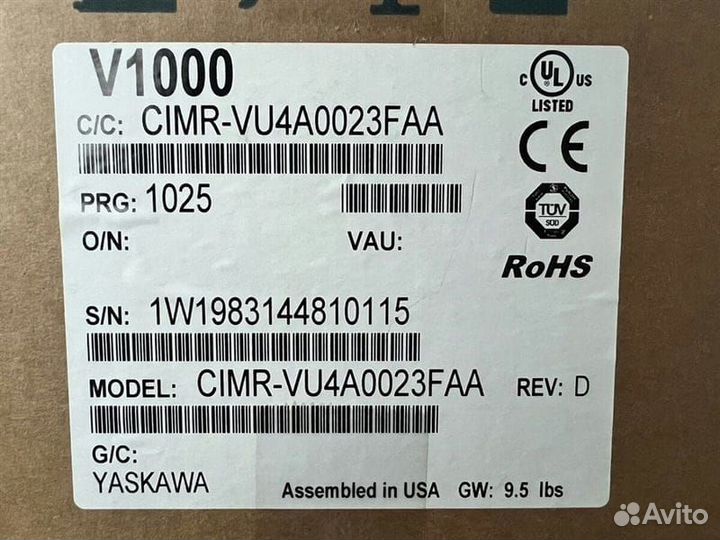 V1000
C/C: CIMR-VU4A0023FAA
C UL US
LISTED
CE
PRG: 1025
TÜV
SÜD
O/N: VAU:
RoHS
S/N: 1W1983144810115
MODEL: CIMR-VU4A0023FAA REV: D
G/C:
YASKAWA
Assembled in USA GW: 9.5 lbs
Avito